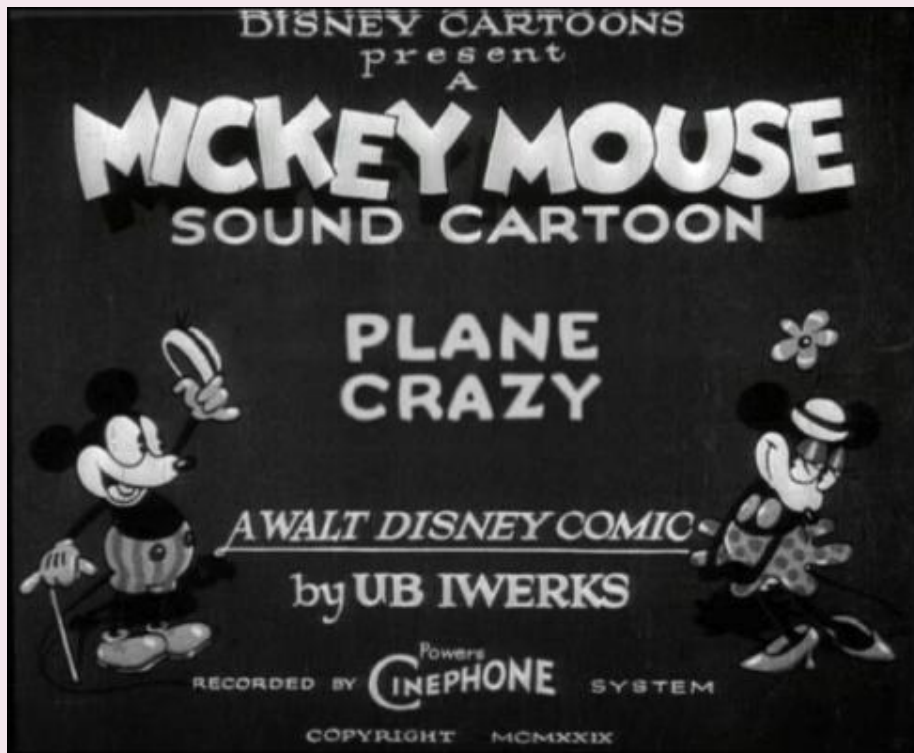 DISNEY CARTOONS
present
A
MICKEY MOUSE
SOUND CARTOON
PLANE
CRAZY
A WALT DISNEY COMIC
by UB IWERKS
RECORDED BY Powers CINEPHONE SYSTEM
COPYRIGHT MCMXXIX